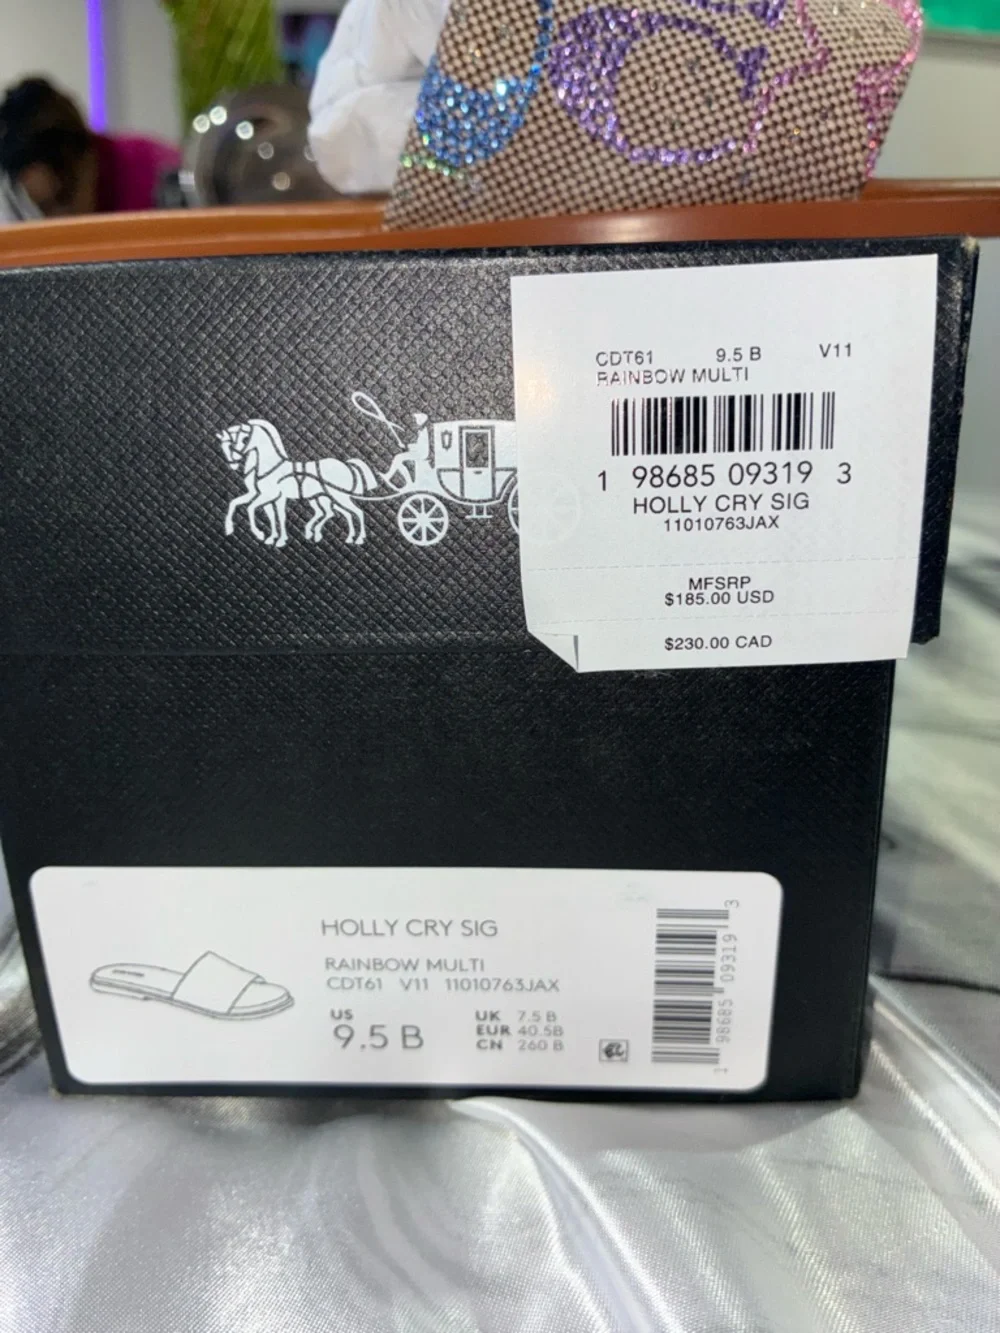 CDT61 9.5 B V11
RAINBOW MULTI
1 98685 09319 3
HOLLY CRY SIG
11010763JAX
MFSRP
$185.00 USD
$230.00 CAD
HOLLY CRY SIG
RAINBOW MULTI
CDT61 V11 11010763JAX
US
9.5 B
UK 7.5 B
EUR 40.5B
CN 260 B
1 98685 09319 3